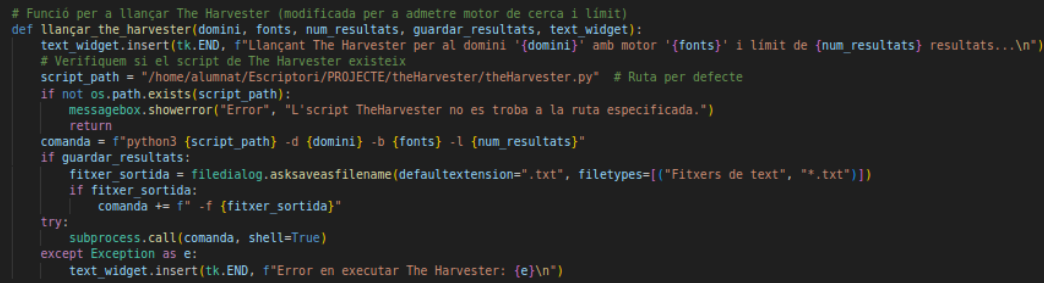 # Funció per a llançar The Harvester (modificada per a admetre motor de cerca i límit)
def llançar_the_harvester(domini, fonts, num_resultats, guardar_resultats, text_widget):
    text_widget.insert(tk.END, f"Llançant The Harvester per al domini '{domini}' amb motor '{fonts}' i límit de {num_resultats} resultats...\n")
    # Verifiquem si el script de The Harvester existeix
    script_path = "/home/alumnat/Escriptori/PROJECTE/theHarvester/theHarvester.py"  # Ruta per defecte
    if not os.path.exists(script_path):
        messagebox.showerror("Error", "L'script TheHarvester no es troba a la ruta especificada.")
        return
    comanda = f"python3 {script_path} -d {domini} -b {fonts} -l {num_resultats}"
    if guardar_resultats:
        fitxer_sortida = filedialog.asksaveasfilename(defaultextension=".txt", filetypes=[("Fitxers de text", "*.txt")])
        if fitxer_sortida:
            comanda += f" -f {fitxer_sortida}"
    try:
        subprocess.call(comanda, shell=True)
    except Exception as e:
        text_widget.insert(tk.END, f"Error en executar The Harvester: {e}\n")